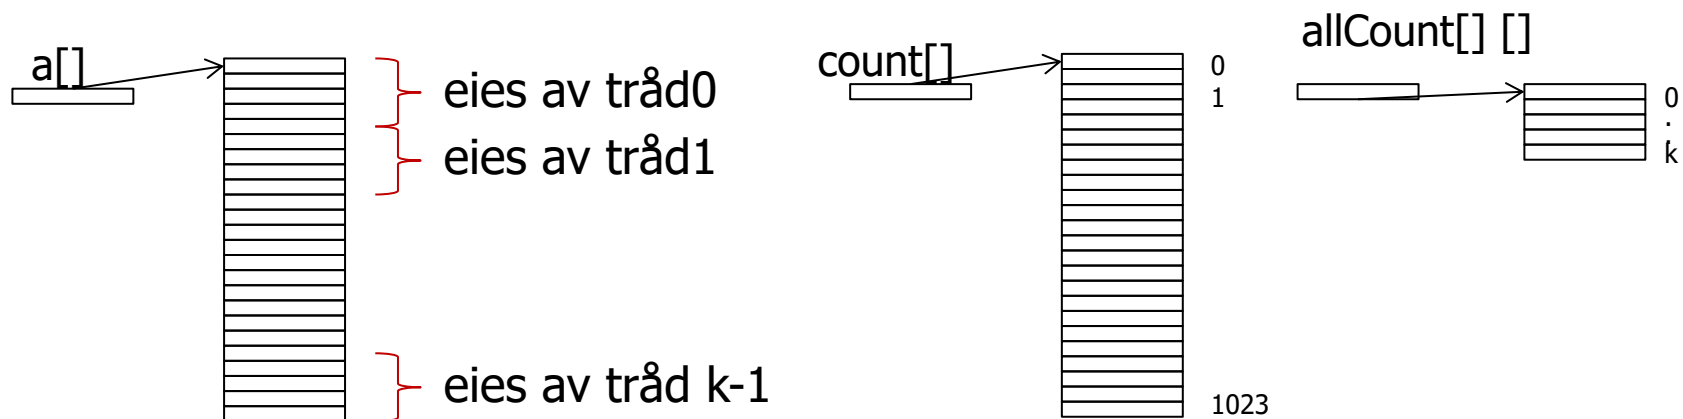 a[]
eies av tråd0
eies av tråd1
eies av tråd k-1
count[]
0
1
1023
allCount[] []
0
.
.
k